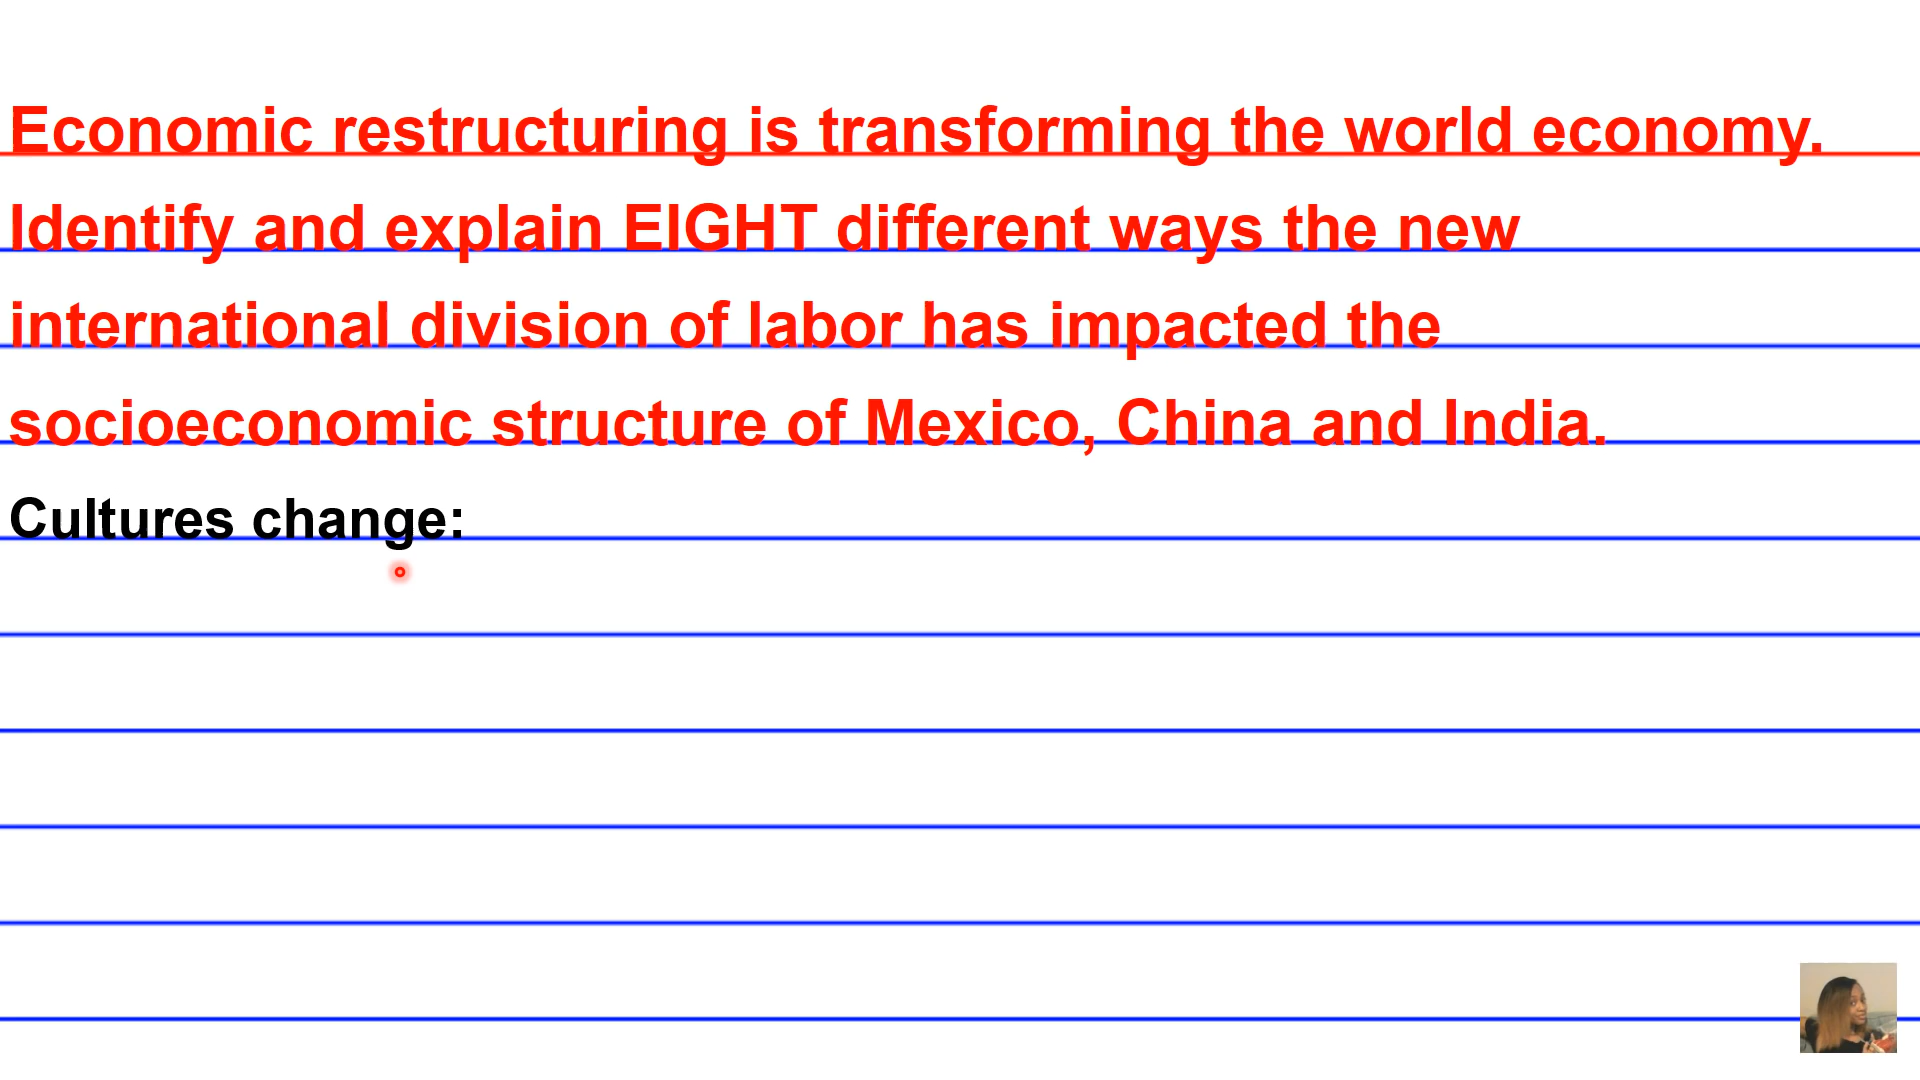 Economic restructuring is transforming the world economy.
Identify and explain EIGHT different ways the new
international division of labor has impacted the
socioeconomic structure of Mexico, China and India.
Cultures change: